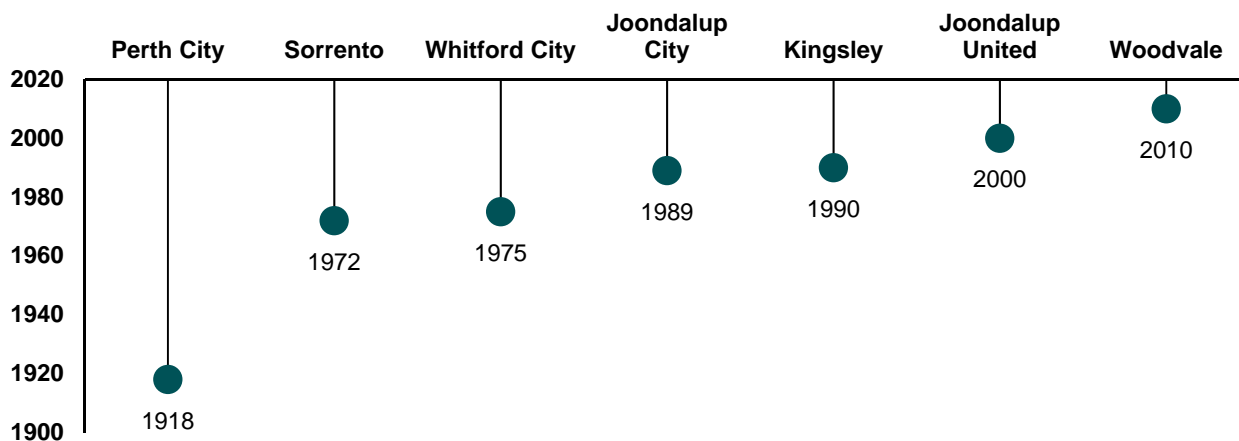 Perth City
Sorrento
Whitford City
Joondalup
City
Kingsley
Joondalup
United
Woodvale
2020
2000
1980
1960
1940
1920
1900
1918
1972
1975
1989
1990
2000
2010